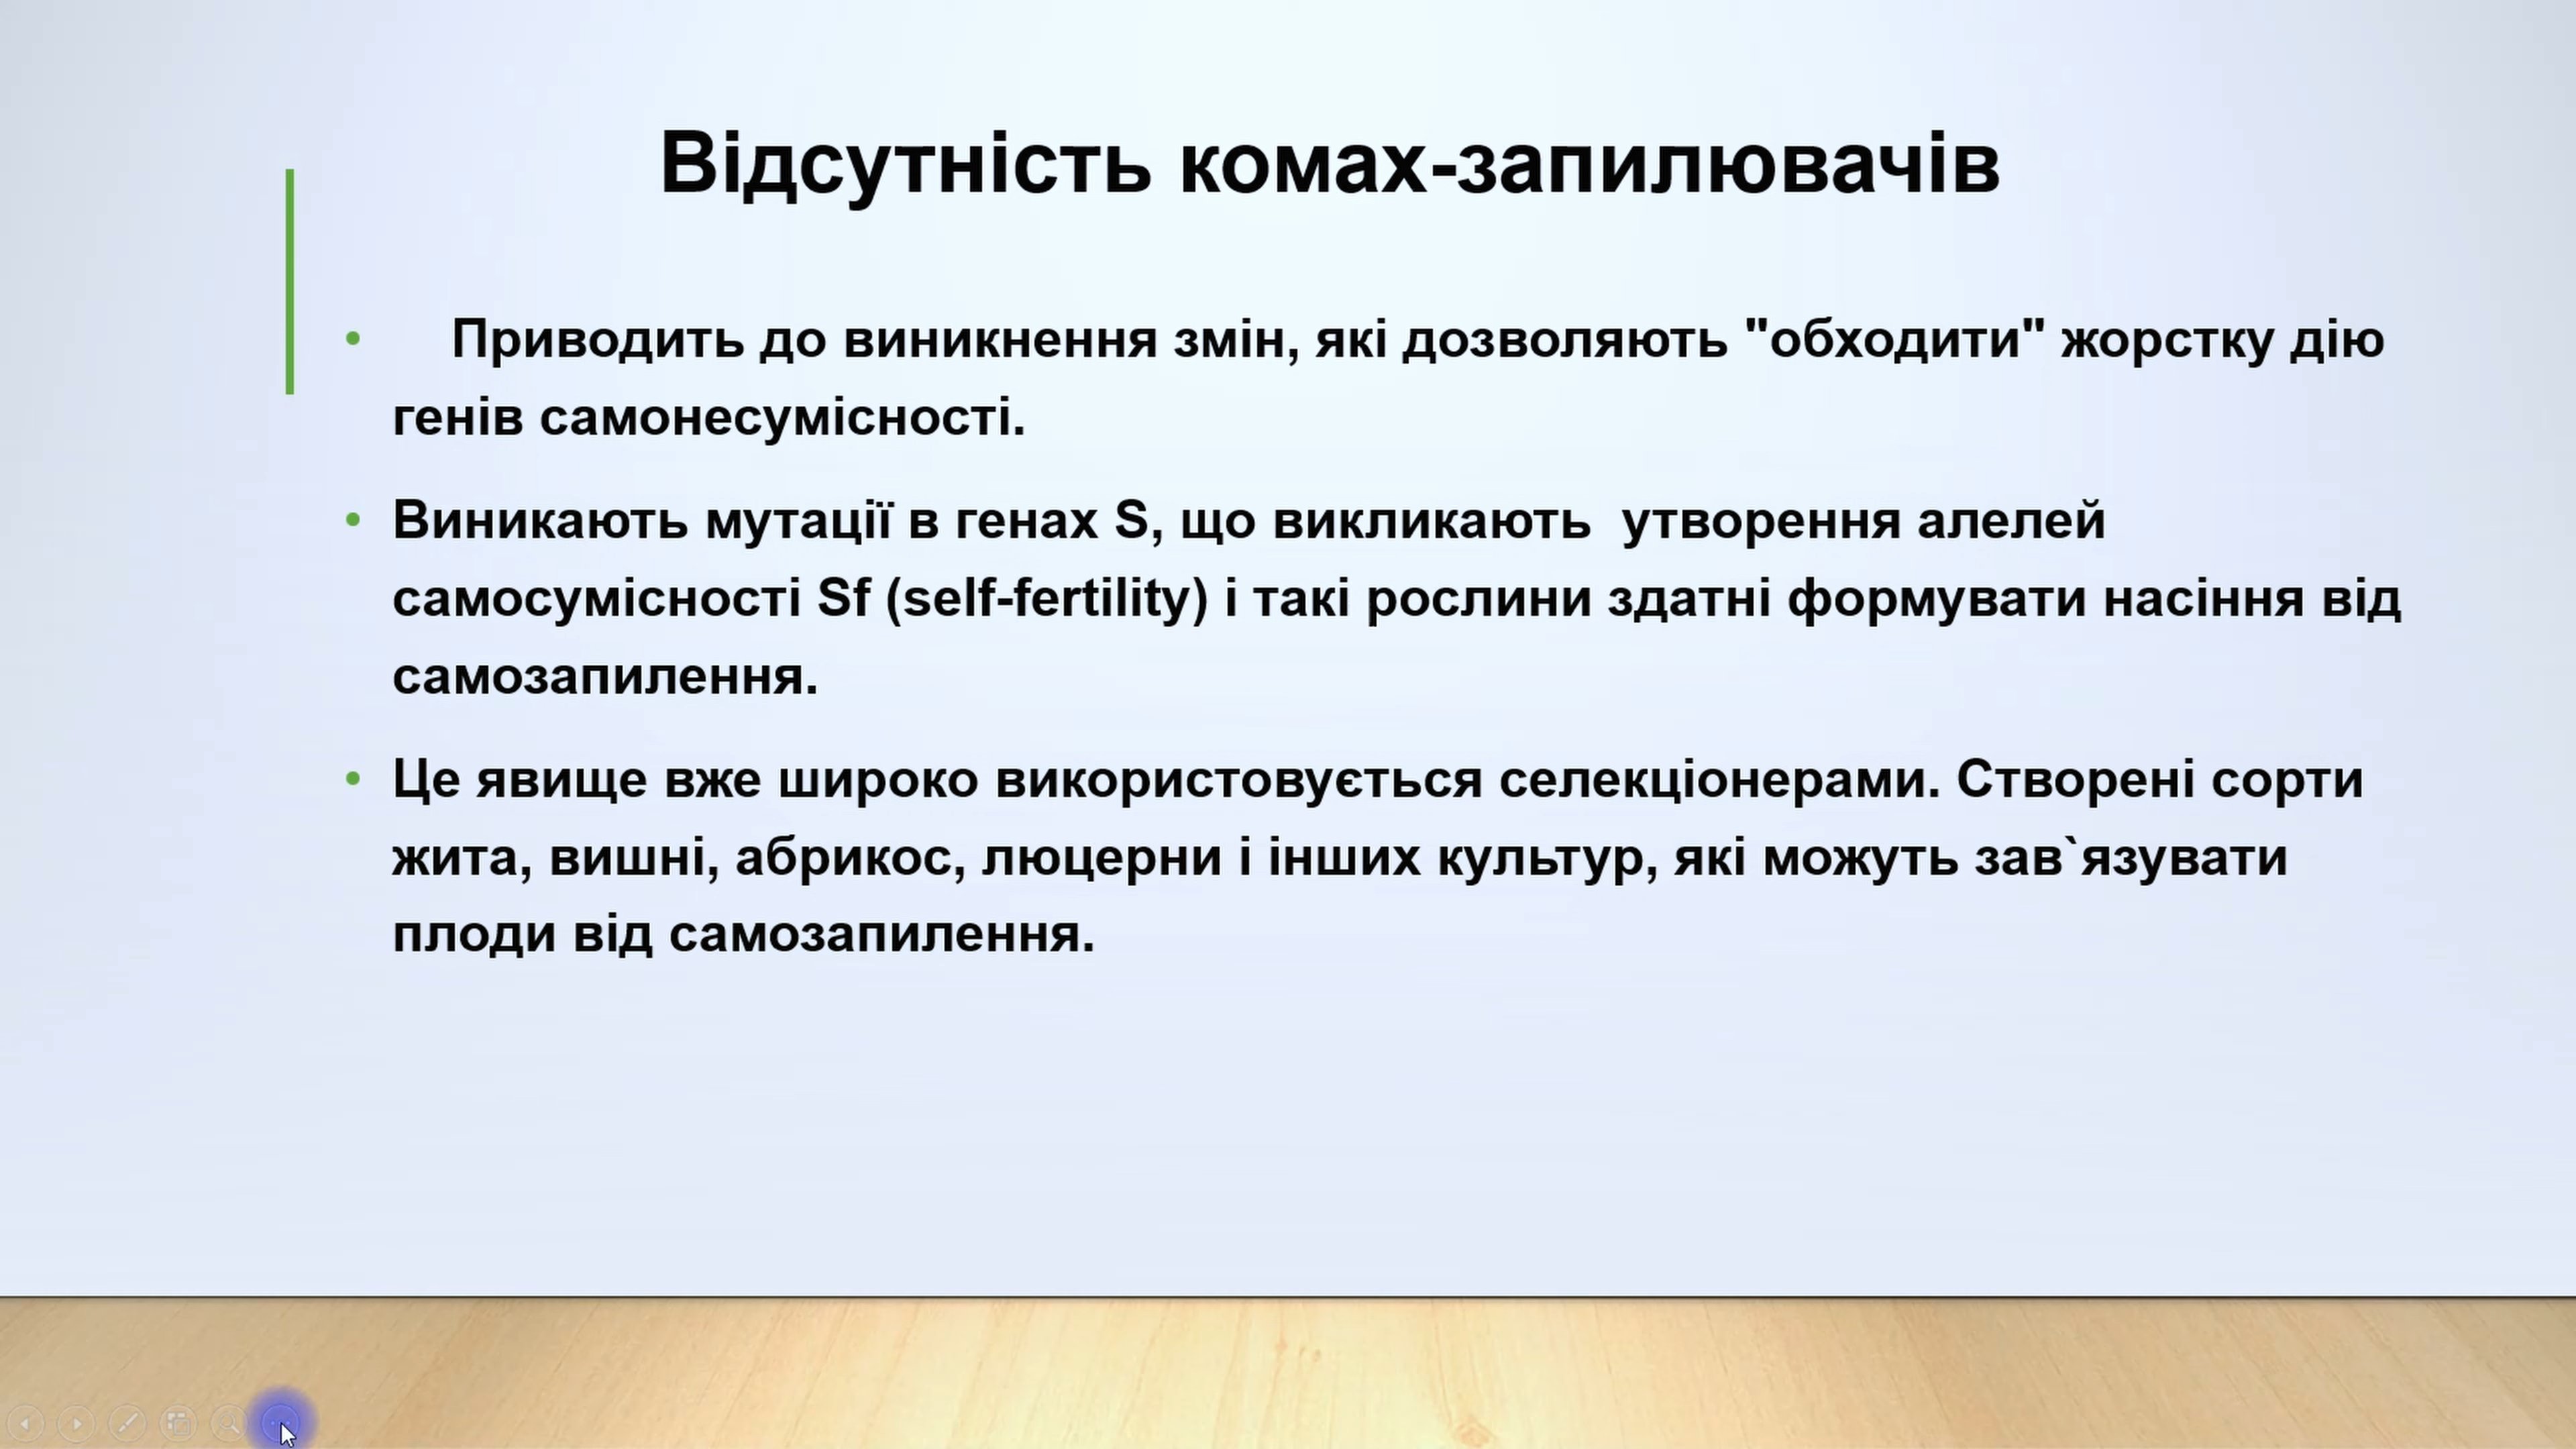 Відсутність комах-запилювачів
• Приводить до виникнення змін, які дозволяють "обходити" жорстку дію
генів самонесумісності.
• Виникають мутації в генах S, що викликають  утворення алелей
самосумісності Sf (self-fertility) і такі рослини здатні формувати насіння від
самозапилення.
• Це явище вже широко використовується селекціонерами. Створені сорти
жита, вишні, абрикос, люцерни і інших культур, які можуть зав`язувати
плоди від самозапилення.